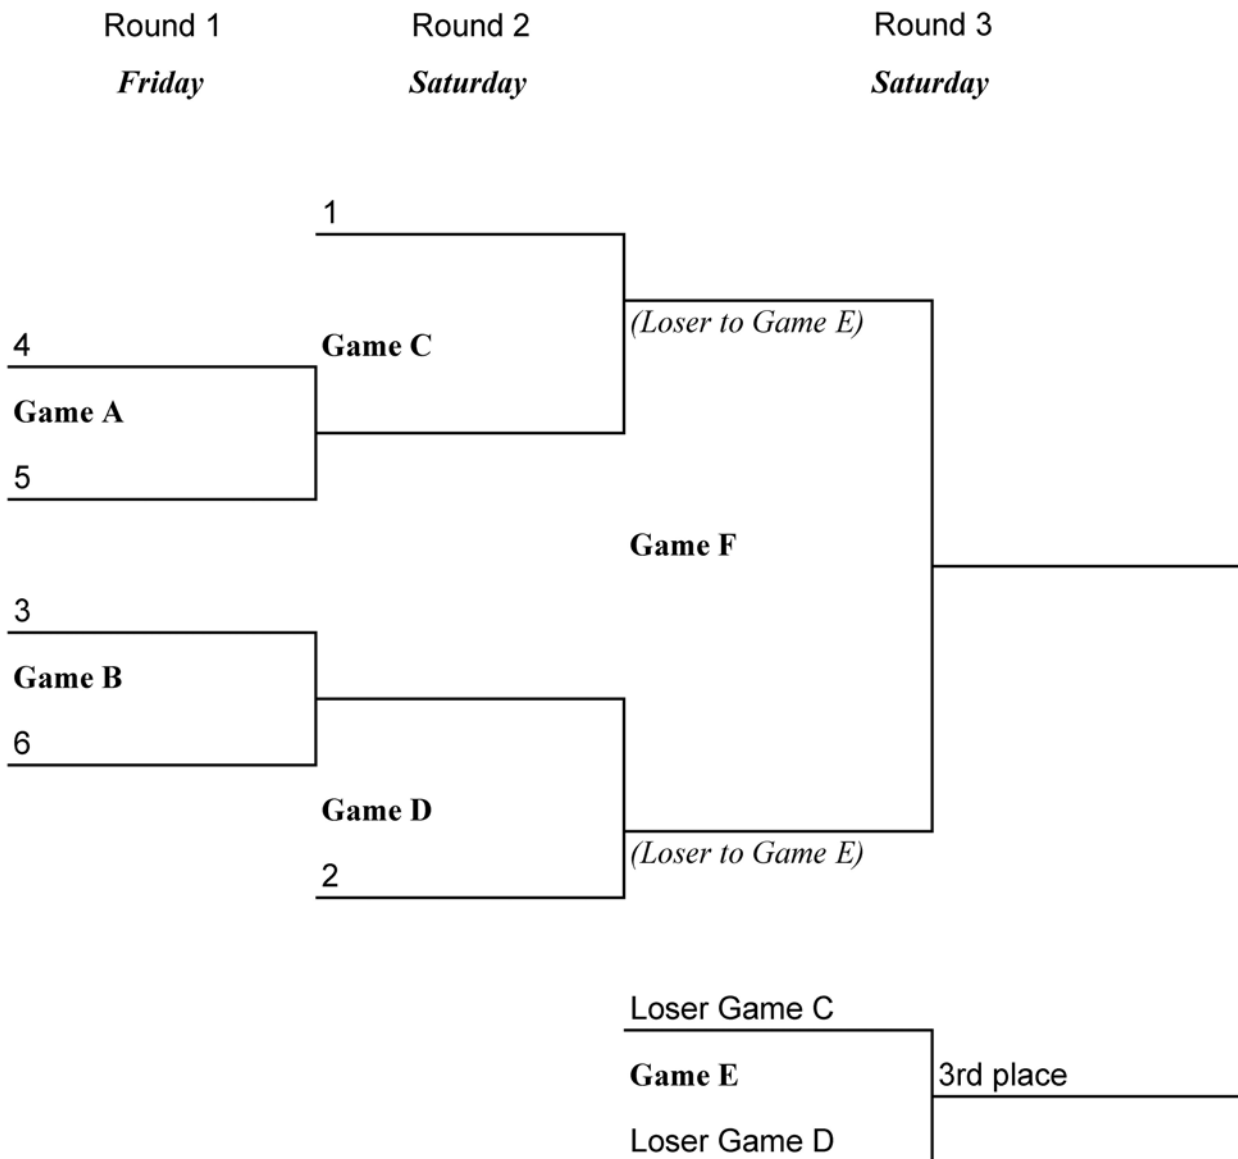 Round 1 Round 2 Round 3
Friday Saturday Saturday
1
(Loser to Game E)
4 Game C
Game A
5
Game F
3
Game B
6
Game D
(Loser to Game E)
2
Loser Game C
Game E 3rd place
Loser Game D